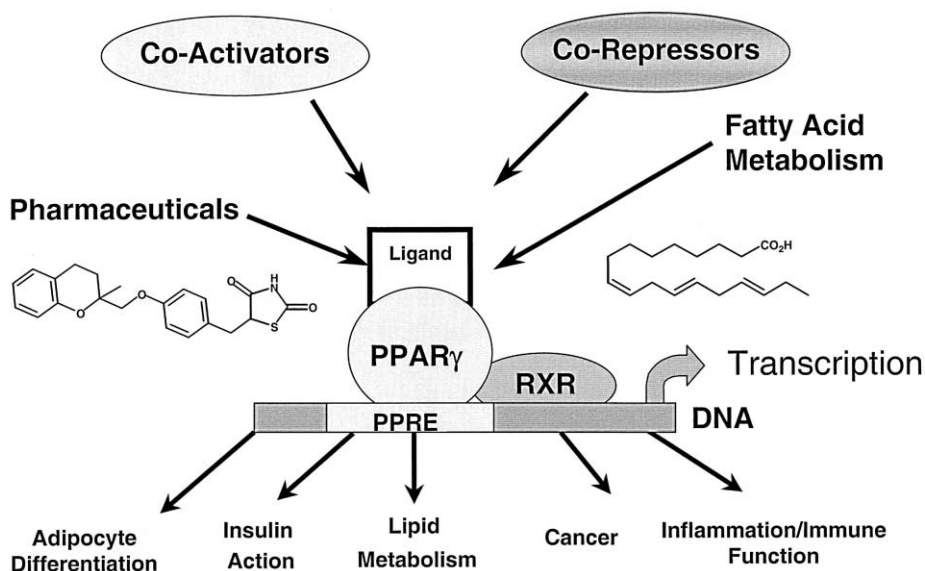 Co-Activators
Co-Repressors
Fatty Acid
Metabolism
Pharmaceuticals
Ligand
CO2H
O
NH
O
O
O
S
PPARγ
RXR
Transcription
PPRE
DNA
Adipocyte
Differentiation
Insulin
Action
Lipid
Metabolism
Cancer
Inflammation/Immune
Function